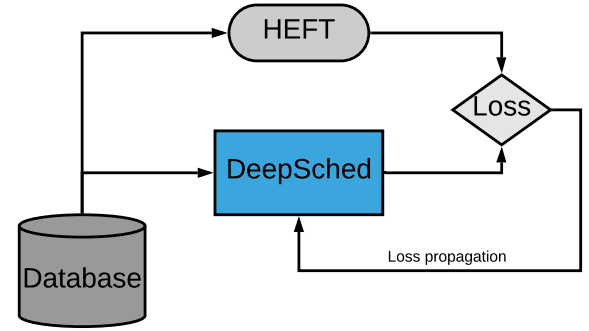 HEFT
Loss
DeepSched
Loss propagation
Database